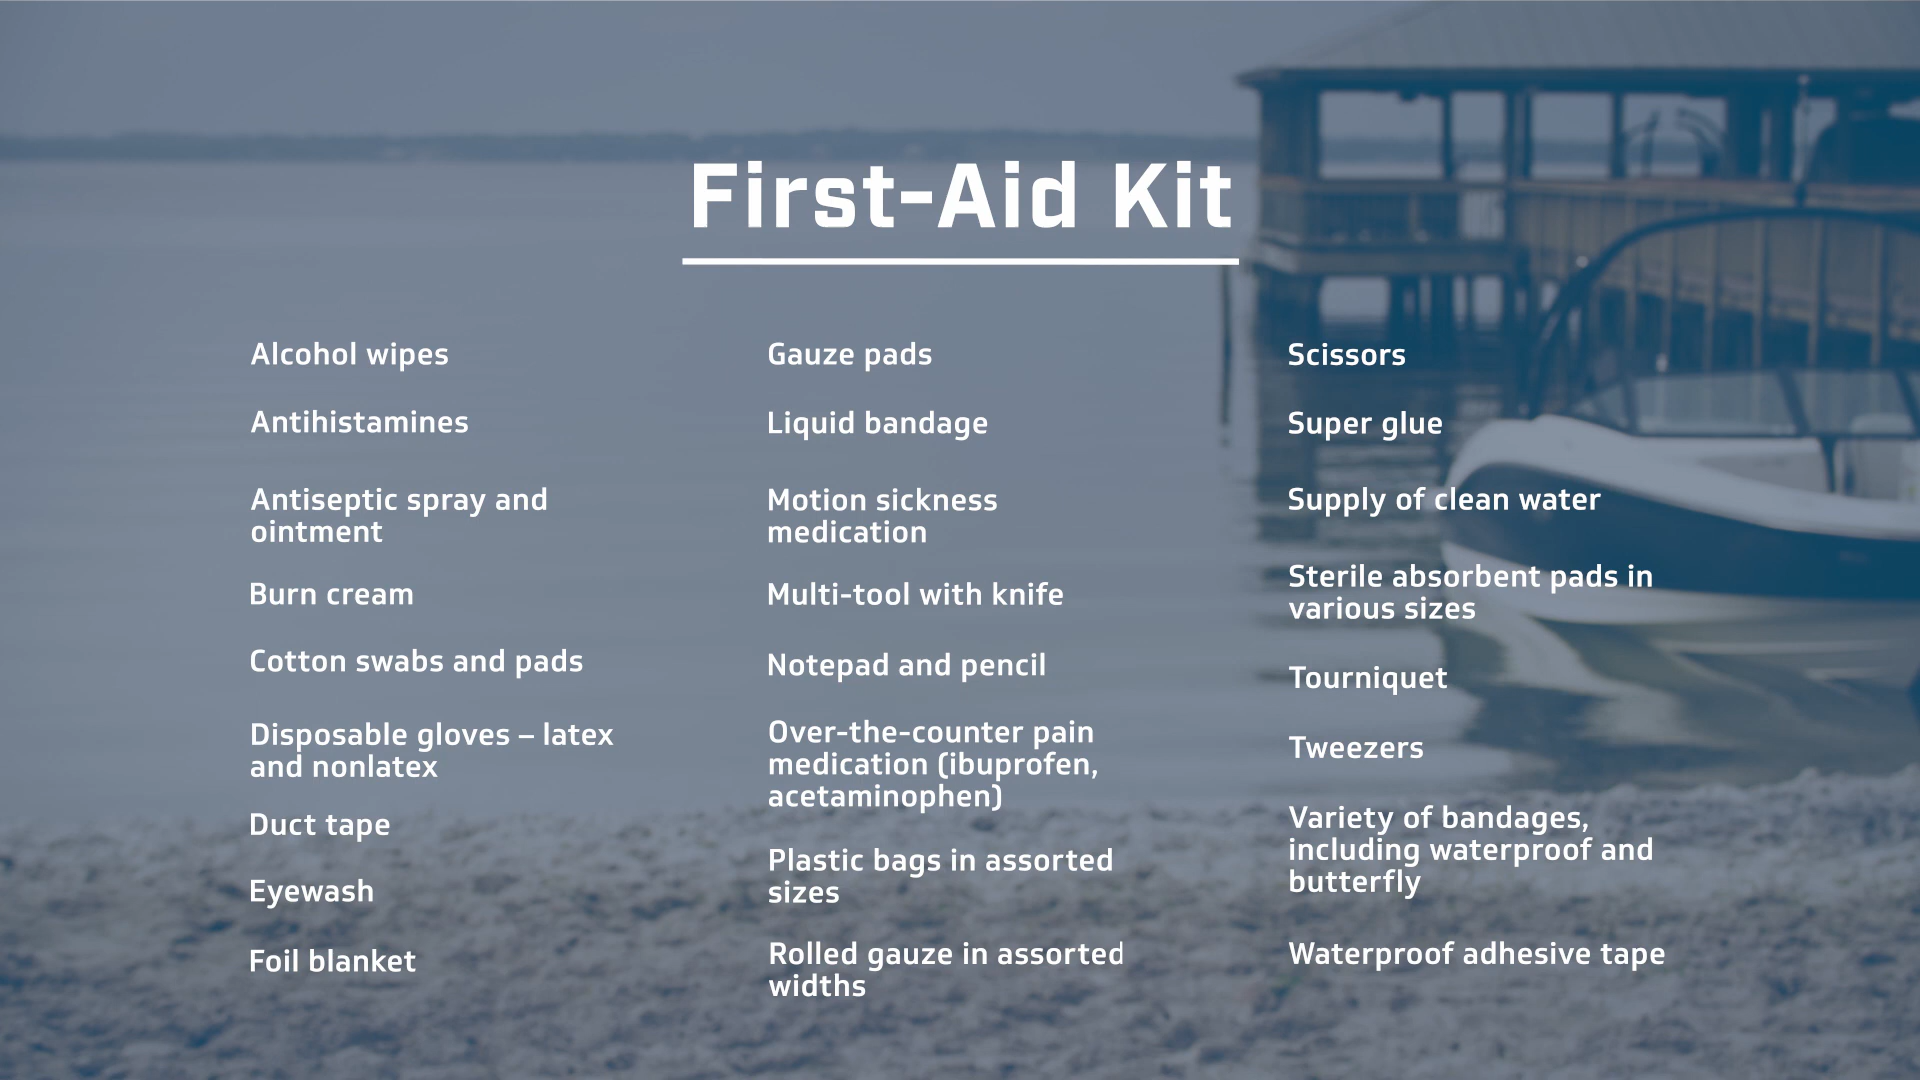 First-Aid Kit
Alcohol wipes
Antihistamines
Antiseptic spray and
ointment
Burn cream
Cotton swabs and pads
Disposable gloves – latex
and nonlatex
Duct tape
Eyewash
Foil blanket
Gauze pads
Liquid bandage
Motion sickness
medication
Multi-tool with knife
Notepad and pencil
Over-the-counter pain
medication (ibuprofen,
acetaminophen)
Plastic bags in assorted
sizes
Rolled gauze in assorted
widths
Scissors
Super glue
Supply of clean water
Sterile absorbent pads in
various sizes
Tourniquet
Tweezers
Variety of bandages,
including waterproof and
butterfly
Waterproof adhesive tape